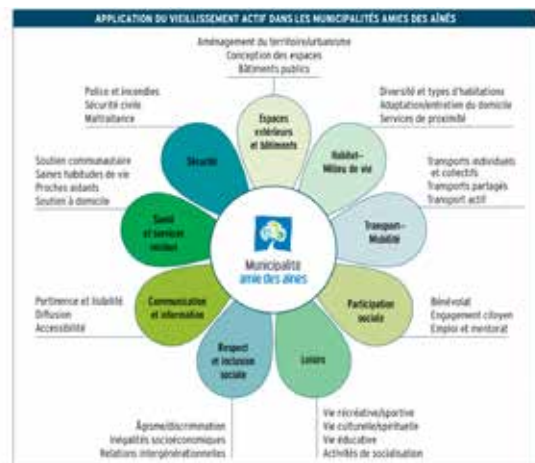 APPLICATION DU VIEILLISSEMENT ACTIF DANS LES MUNICIPALITÉS AMIES DES AÎNÉS
Aménagement du territoire/urbanisme
Conception des espaces
Bâtiments publics
Espaces
extérieurs
et bâtiments
Diversité et types d'habitations
Adaptation/entretien du domicile
Services de proximité
Habitat–
Milieu de vie
Transports individuels
et collectifs
Transports partagés
Transport actif
Transport–
Mobilité
Bénévolat
Engagement citoyen
Emploi et mentorat
Participation
sociale
Vie récréative/sportive
Vie culturelle/spirituelle
Vie éducative
Activités de socialisation
Loisirs
Âgisme/discrimination
Inégalités socioéconomiques
Relations intergénérationnelles
Respect
et inclusion
sociale
Pertinence et lisibilité
Diffusion
Accessibilité
Communication
et information
Soutien communautaire
Saines habitudes de vie
Proches aidants
Soutien à domicile
Santé
et services
sociaux
Police et incendies
Sécurité civile
Maltraitance
Sécurité
Municipalité
amie des aînés